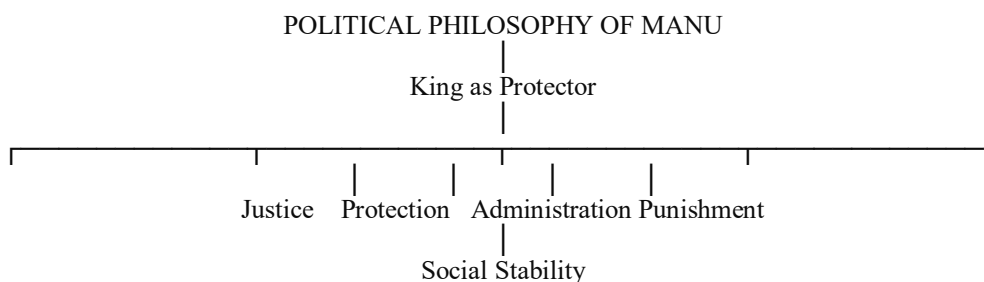 POLITICAL PHILOSOPHY OF MANU
King as Protector
Justice Protection Administration Punishment
Social Stability